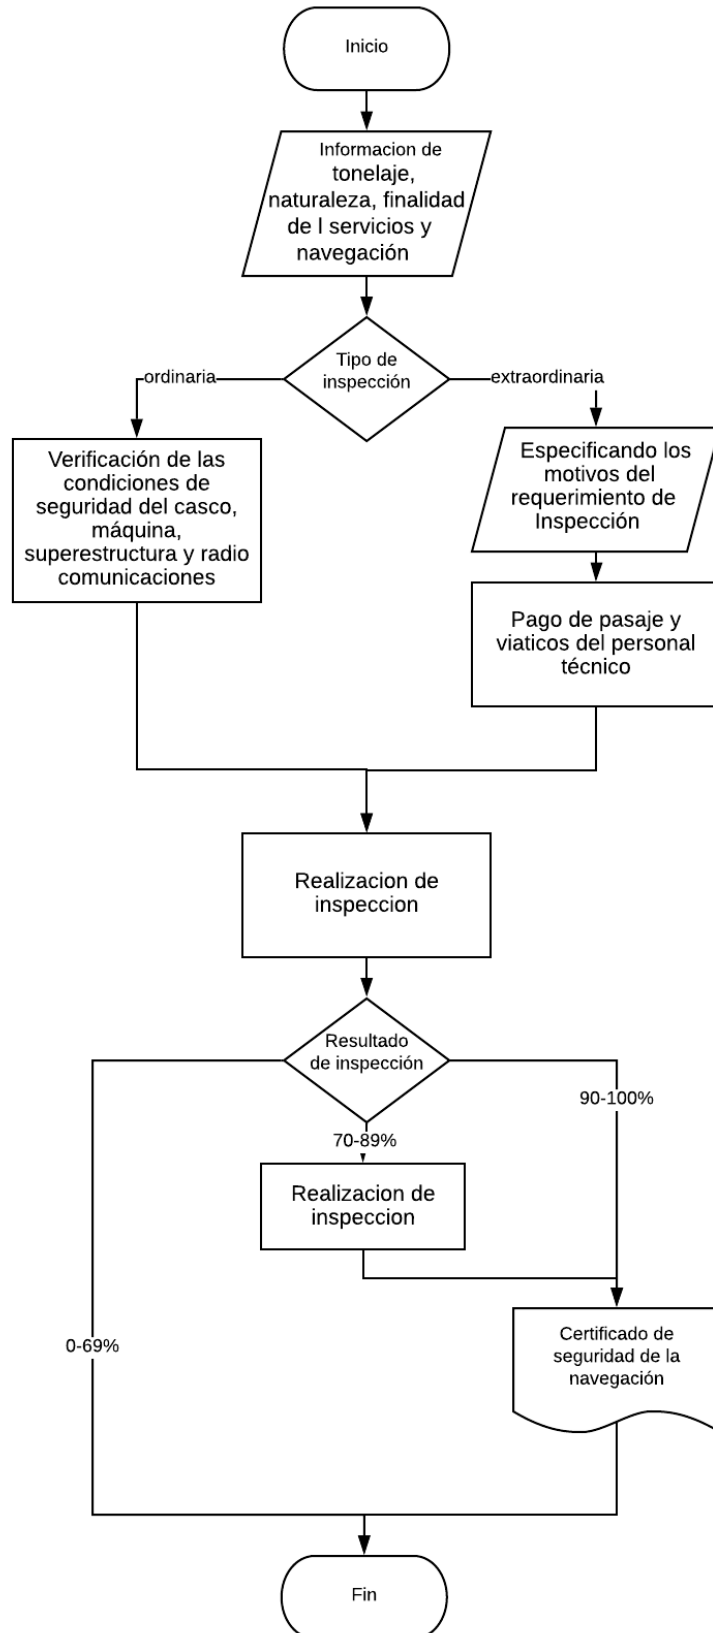 Inicio
Informacion de
tonelaje,
naturaleza, finalidad
de l servicios y
navegación
Tipo de
inspección
ordinaria
extraordinaria
Verificación de las
condiciones de
seguridad del casco,
máquina,
superestructura y radio
comunicaciones
Especificando los
motivos del
requerimiento de
Inspección
Pago de pasaje y
viaticos del personal
técnico
Realizacion de
inspeccion
Resultado
de inspección
90-100%
70-89%
Realizacion de
inspeccion
0-69%
Certificado de
seguridad de la
navegación
Fin